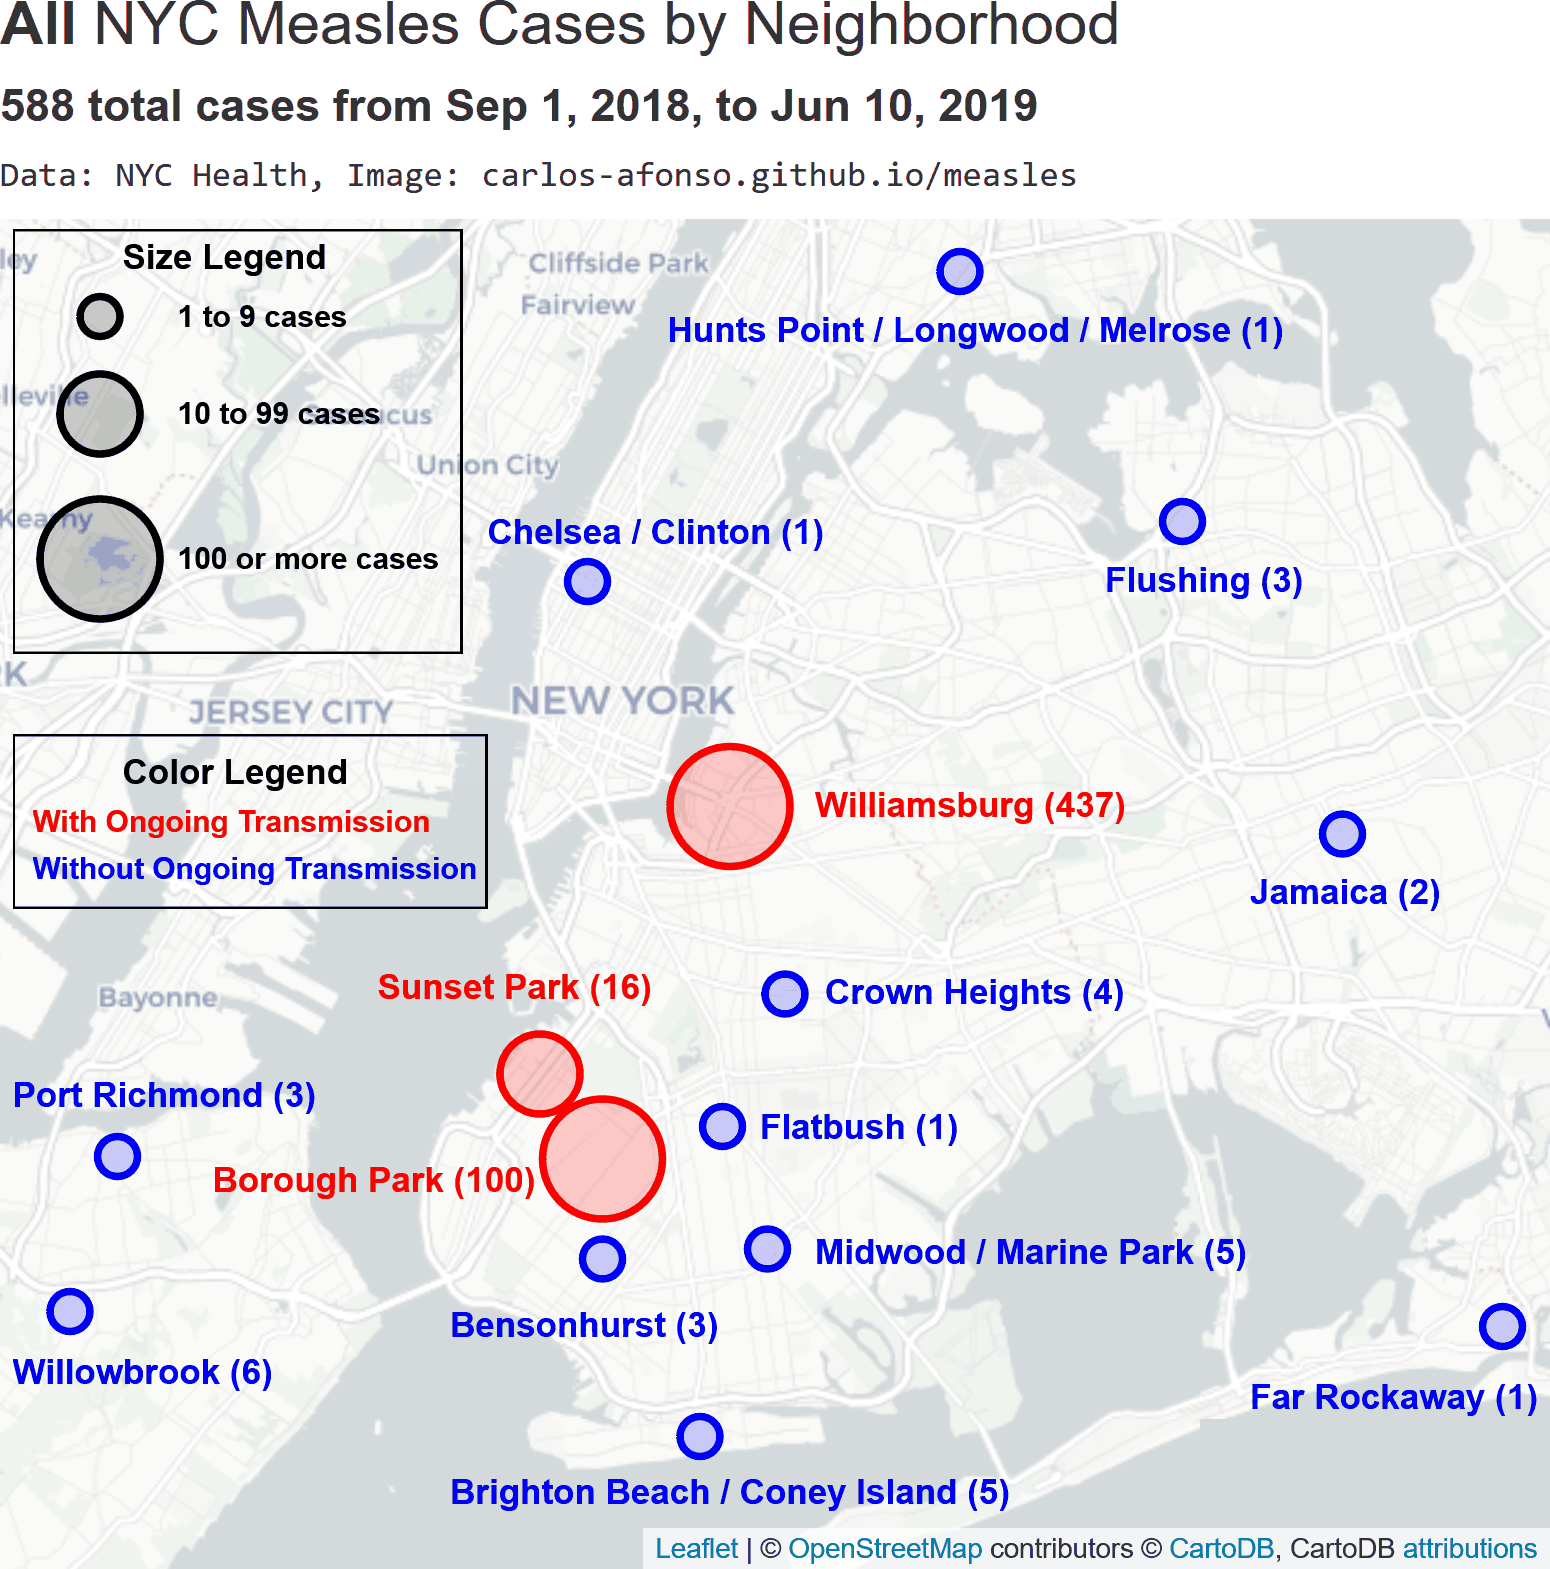 All NYC Measles Cases by Neighborhood
588 total cases from Sep 1, 2018, to Jun 10, 2019
Data: NYC Health, Image: carlos-afonso.github.io/measles
Size Legend
1 to 9 cases
10 to 99 cases
100 or more cases
Cliffside Park
Fairview
Union City
Hunts Point / Longwood / Melrose (1)
Chelsea / Clinton (1)
Flushing (3)
NEW YORK
JERSEY CITY
Color Legend
With Ongoing Transmission
Without Ongoing Transmission
Williamsburg (437)
Jamaica (2)
Sunset Park (16)
Crown Heights (4)
Bayonne
Port Richmond (3)
Flatbush (1)
Borough Park (100)
Midwood / Marine Park (5)
Bensonhurst (3)
Willowbrook (6)
Far Rockaway (1)
Brighton Beach / Coney Island (5)
Leaflet | © OpenStreetMap contributors © CartoDB, CartoDB attributions